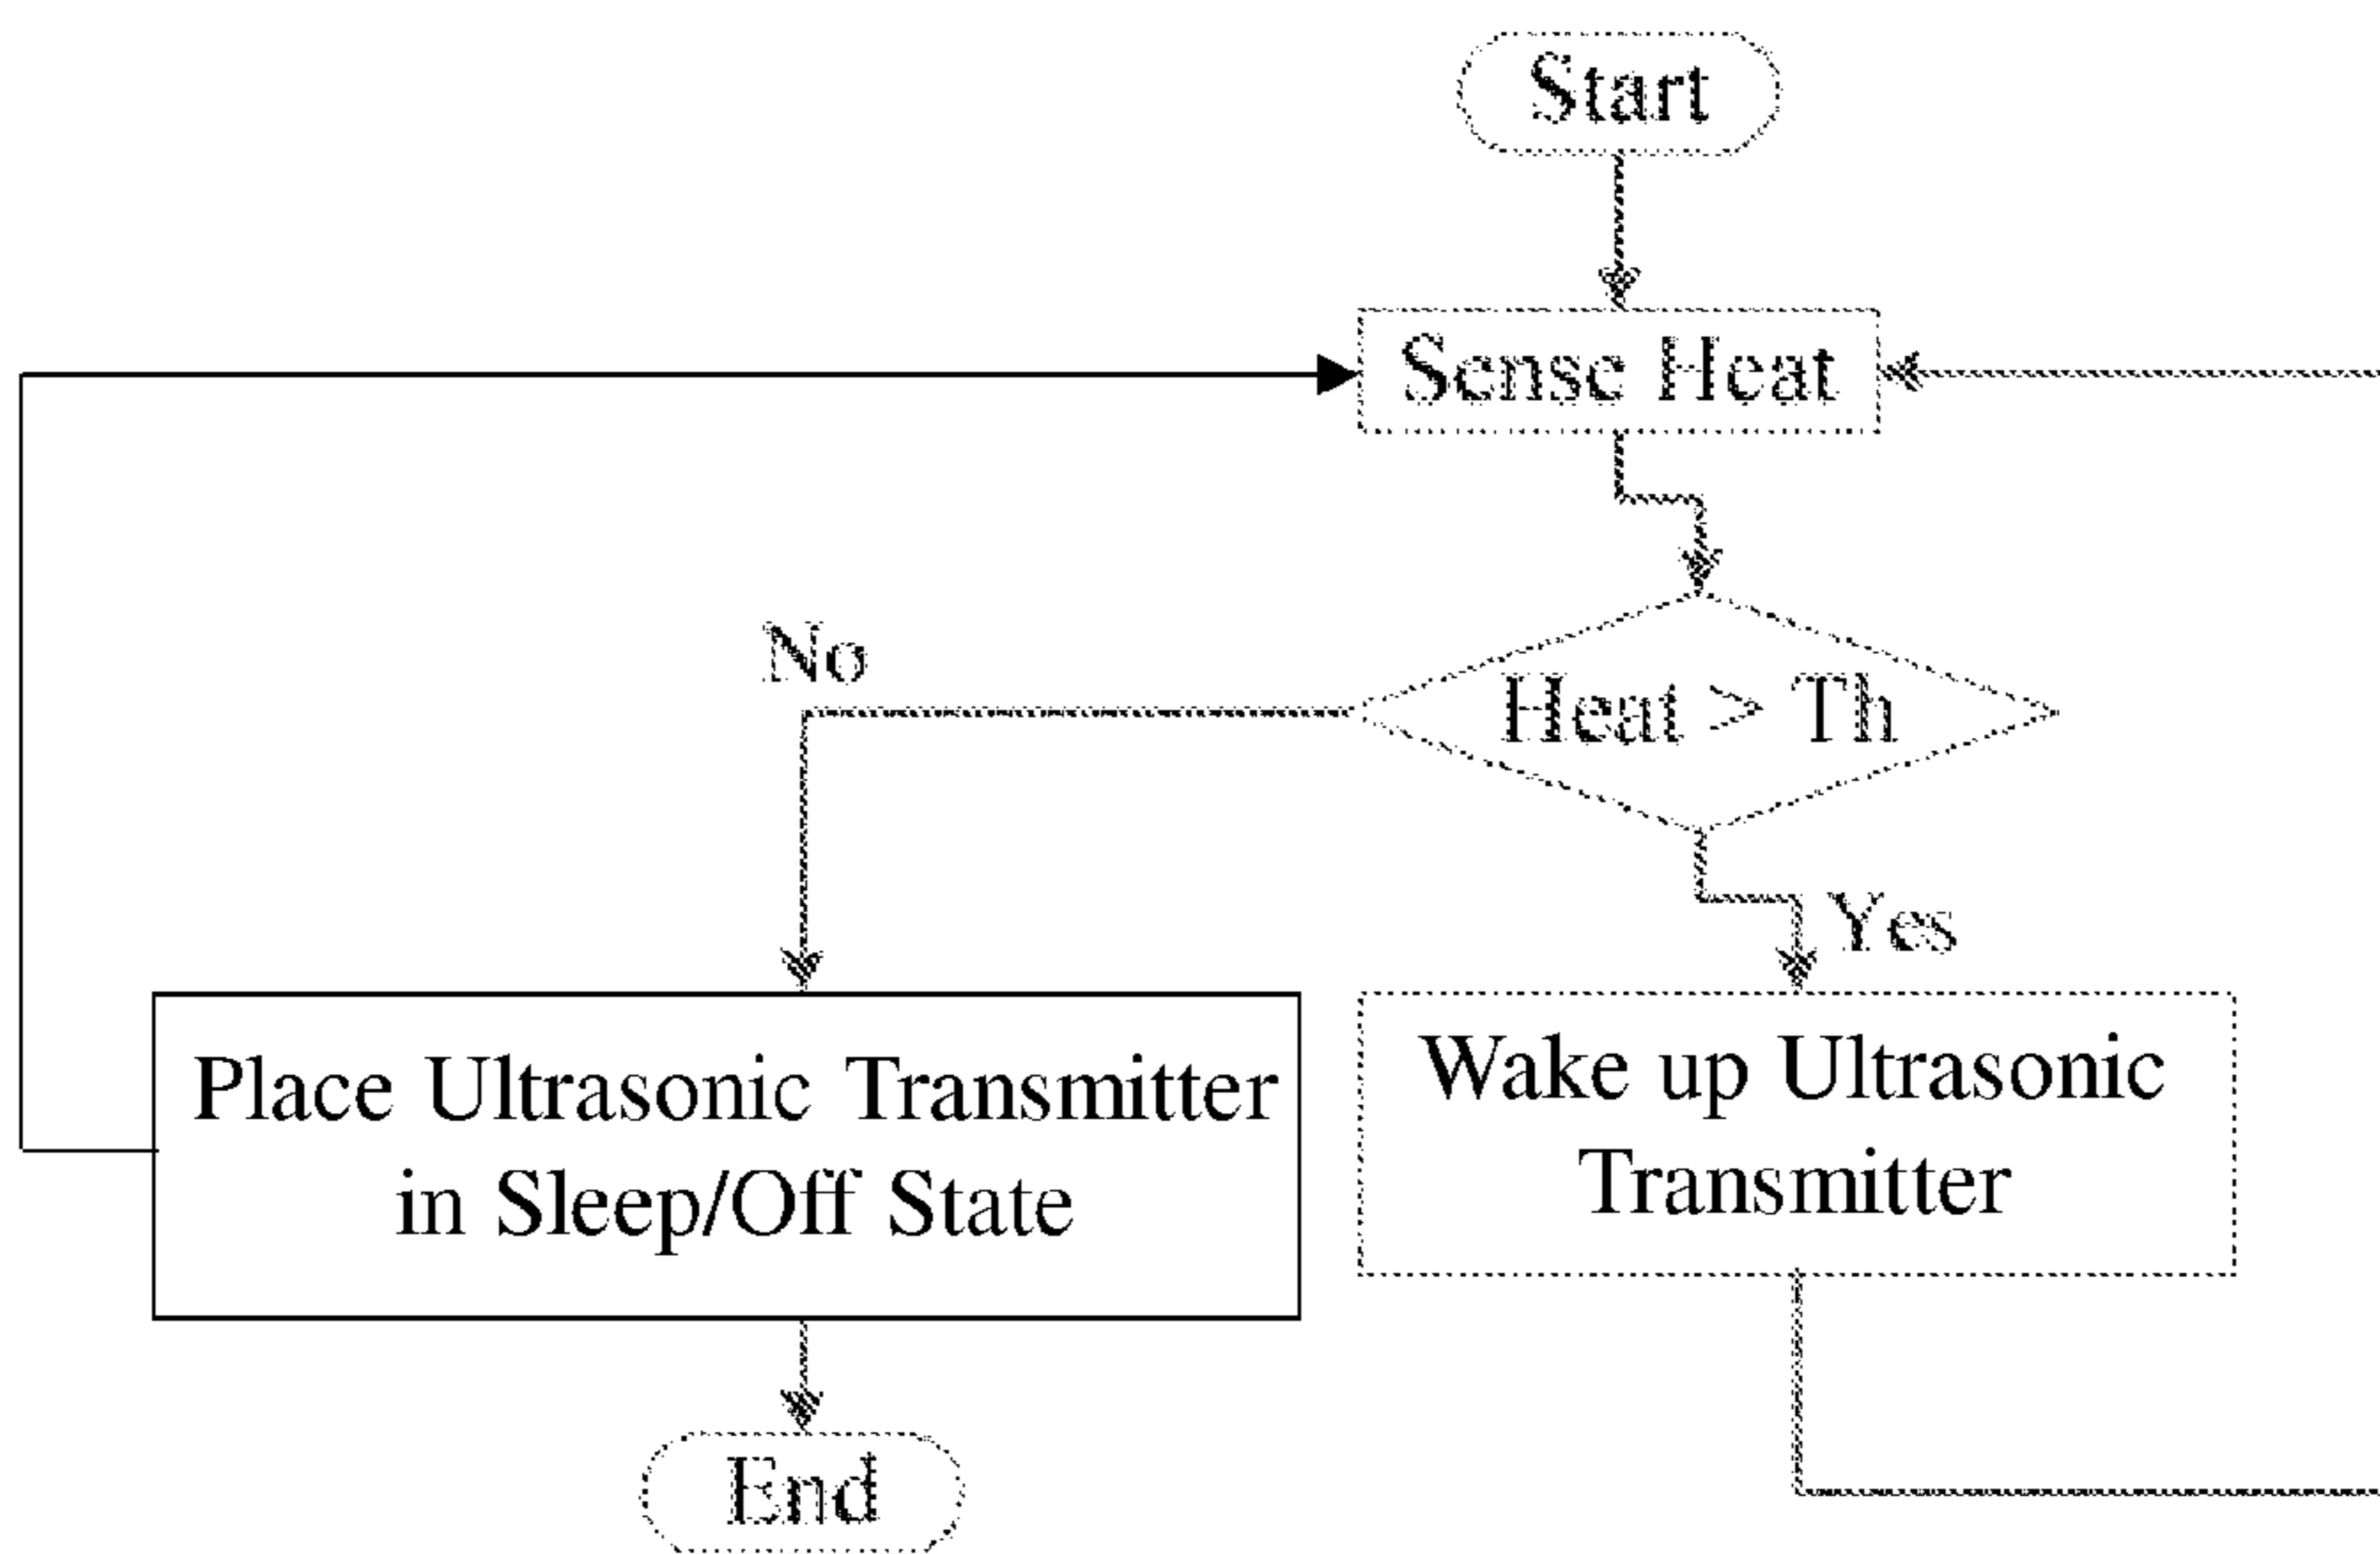 Start
Sense Heat
Heat > Th
No
Yes
Place Ultrasonic Transmitter
in Sleep/Off State
Wake up Ultrasonic
Transmitter
End